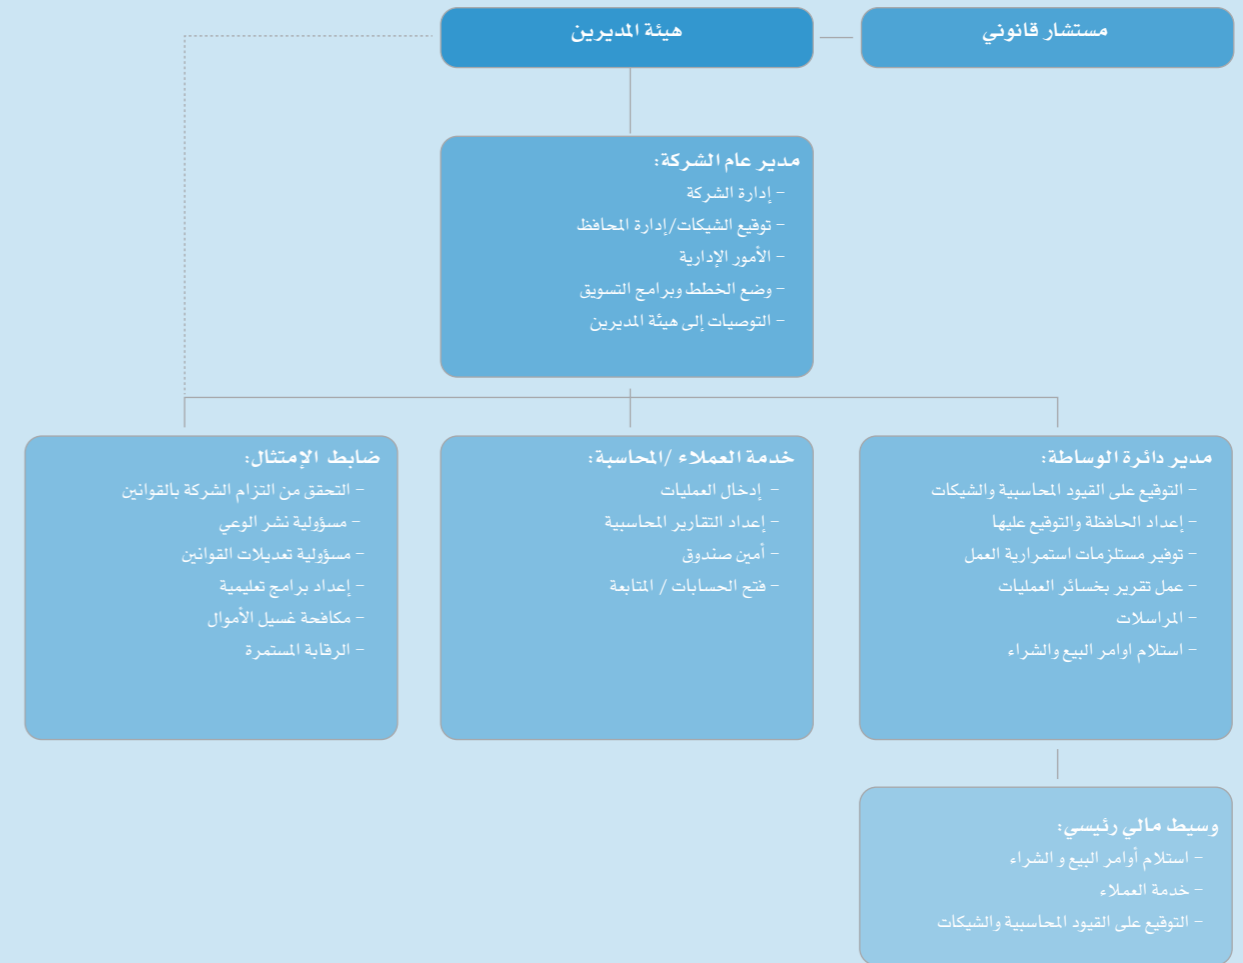 مستشار قانوني
هيئة المديرين
مدير عام الشركة:
- إدارة الشركة
- توقيع الشيكات/إدارة المحافظ
- الأمور الإدارية
- وضع الخطط وبرامج التسويق
- التوصيات إلى هيئة المديرين
مدير دائرة الوساطة:
- التوقيع على القيود المحاسبية والشيكات
- إعداد الحافظة والتوقيع عليها
- توفير مستلزمات استمرارية العمل
- عمل تقرير بخسائر العمليات
- المراسلات
- استلام اوامر البيع والشراء
خدمة العملاء /المحاسبة:
- إدخال العمليات
- إعداد التقارير المحاسبية
- أمين صندوق
- فتح الحسابات / المتابعة
ضابط الإمتثال:
- التحقق من التزام الشركة بالقوانين
- مسؤولية نشر الوعي
- مسؤولية تعديلات القوانين
- إعداد برامج تعليمية
- مكافحة غسيل الأموال
- الرقابة المستمرة
وسيط مالي رئيسي:
- استلام أوامر البيع و الشراء
- خدمة العملاء
- التوقيع على القيود المحاسبية والشيكات